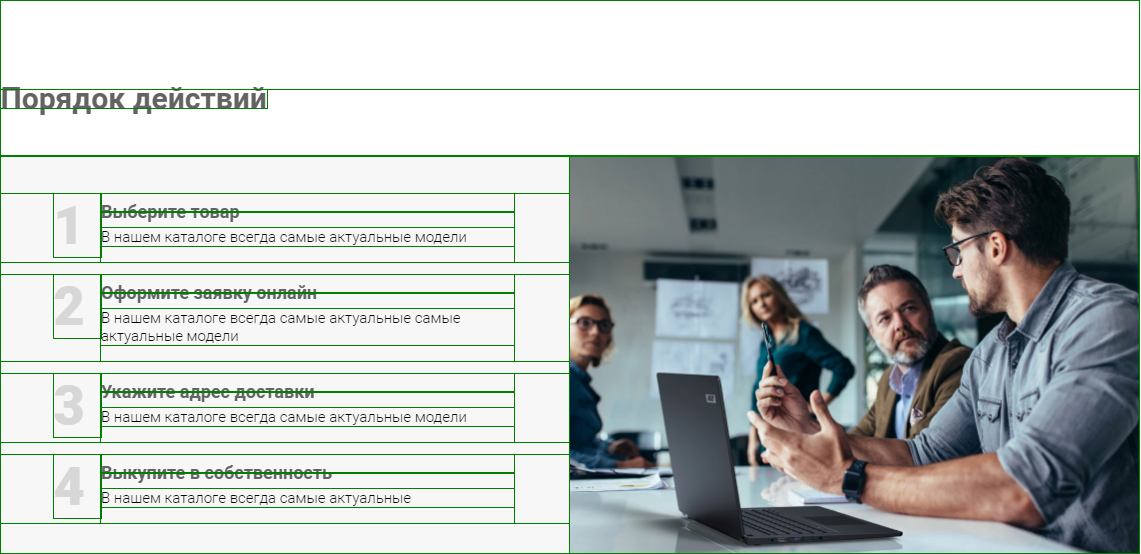 Порядок действий
1
Выберите товар
В нашем каталоге всегда самые актуальные модели
2
Оформите заявку онлайн
В нашем каталоге всегда самые актуальные самые
актуальные модели
3
Укажите адрес доставки
В нашем каталоге всегда самые актуальные модели
4
Выкупите в собственность
В нашем каталоге всегда самые актуальные